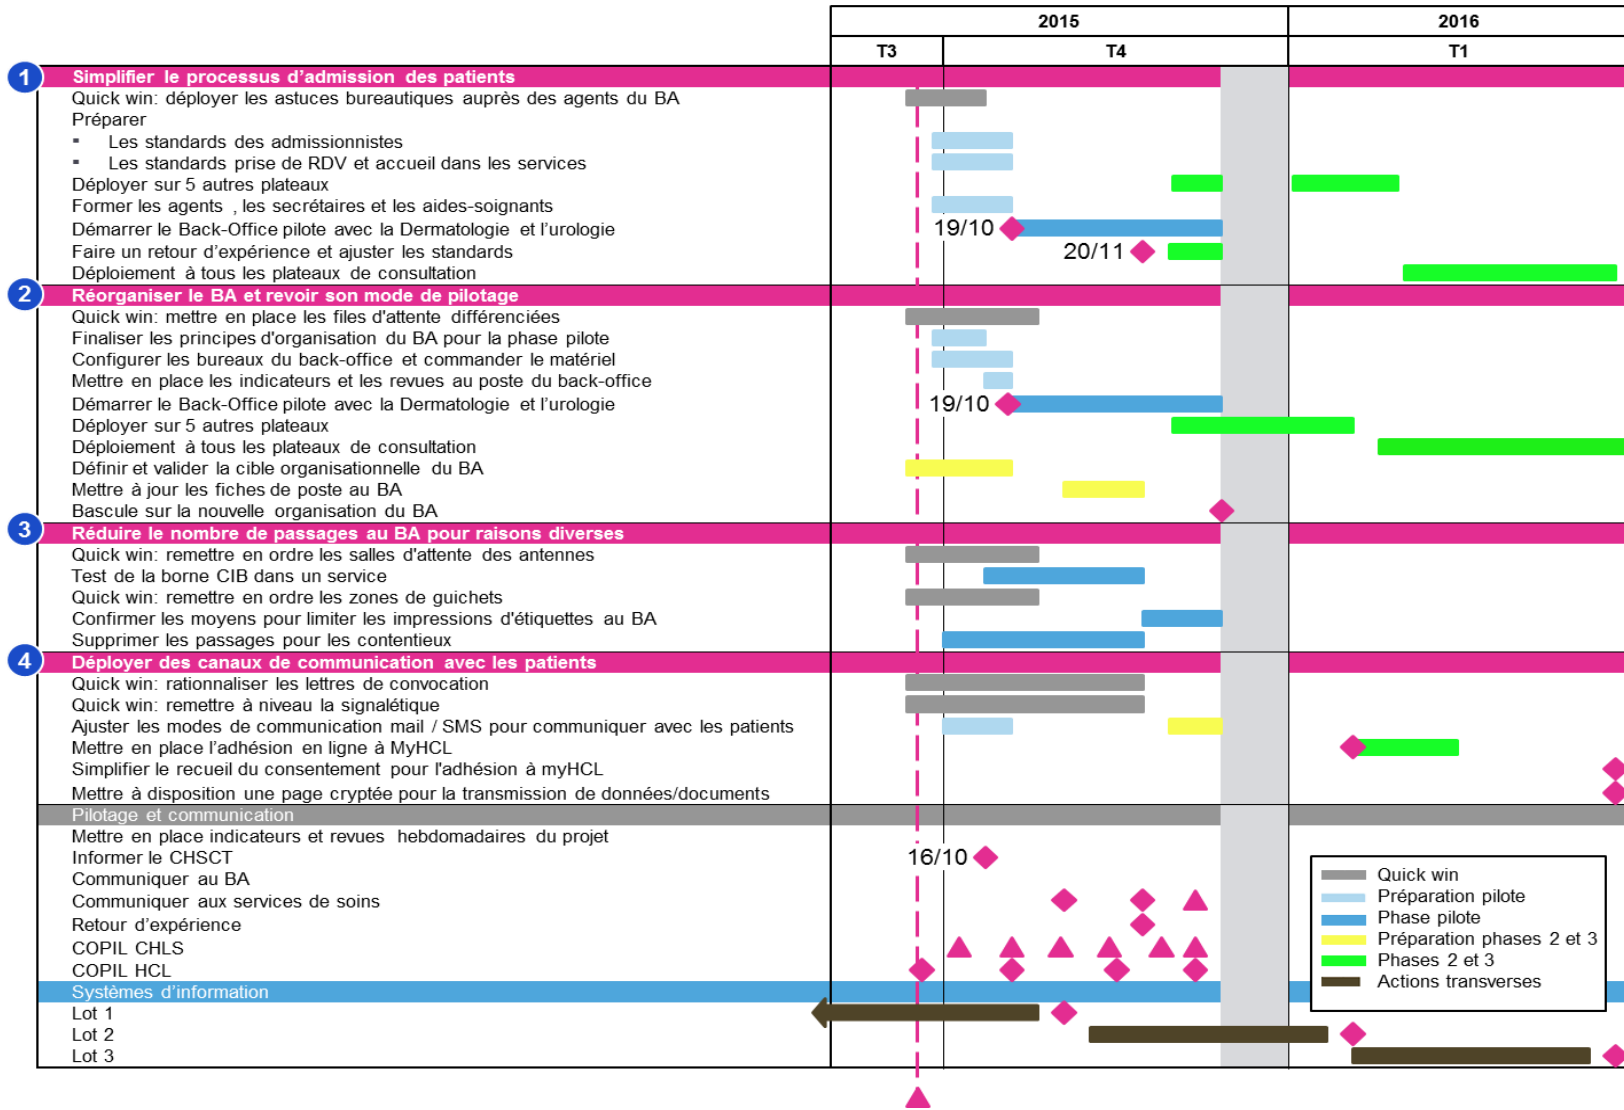 2015 2016
T3 T4 T1
1 Simplifier le processus d'admission des patients
Quick win: déployer les astuces bureautiques auprès des agents du BA
Préparer
▪ Les standards des admissionnistes
▪ Les standards prise de RDV et accueil dans les services
Déployer sur 5 autres plateaux
Former les agents , les secrétaires et les aides-soignants
Démarrer le Back-Office pilote avec la Dermatologie et l'urologie 19/10
Faire un retour d'expérience et ajuster les standards 20/11
Déploiement à tous les plateaux de consultation
2 Réorganiser le BA et revoir son mode de pilotage
Quick win: mettre en place les files d'attente différenciées
Finaliser les principes d'organisation du BA pour la phase pilote
Configurer les bureaux du back-office et commander le matériel
Mettre en place les indicateurs et les revues au poste du back-office
Démarrer le Back-Office pilote avec la Dermatologie et l'urologie 19/10
Déployer sur 5 autres plateaux
Déploiement à tous les plateaux de consultation
Définir et valider la cible organisationnelle du BA
Mettre à jour les fiches de poste au BA
Bascule sur la nouvelle organisation du BA
3 Réduire le nombre de passages au BA pour raisons diverses
Quick win: remettre en ordre les salles d'attente des antennes
Test de la borne CIB dans un service
Quick win: remettre en ordre les zones de guichets
Confirmer les moyens pour limiter les impressions d'étiquettes au BA
Supprimer les passages pour les contentieux
4 Déployer des canaux de communication avec les patients
Quick win: rationnaliser les lettres de convocation
Quick win: remettre à niveau la signalétique
Ajuster les modes de communication mail / SMS pour communiquer avec les patients
Mettre en place l'adhésion en ligne à MyHCL
Simplifier le recueil du consentement pour l'adhésion à myHCL
Mettre à disposition une page cryptée pour la transmission de données/documents
Pilotage et communication
Mettre en place indicateurs et revues hebdomadaires du projet
Informer le CHSCT 16/10
Communiquer au BA
Communiquer aux services de soins
Retour d'expérience
COPIL CHLS
COPIL HCL
Systèmes d'information
Lot 1
Lot 2
Lot 3
Quick win
Préparation pilote
Phase pilote
Préparation phases 2 et 3
Phases 2 et 3
Actions transverses